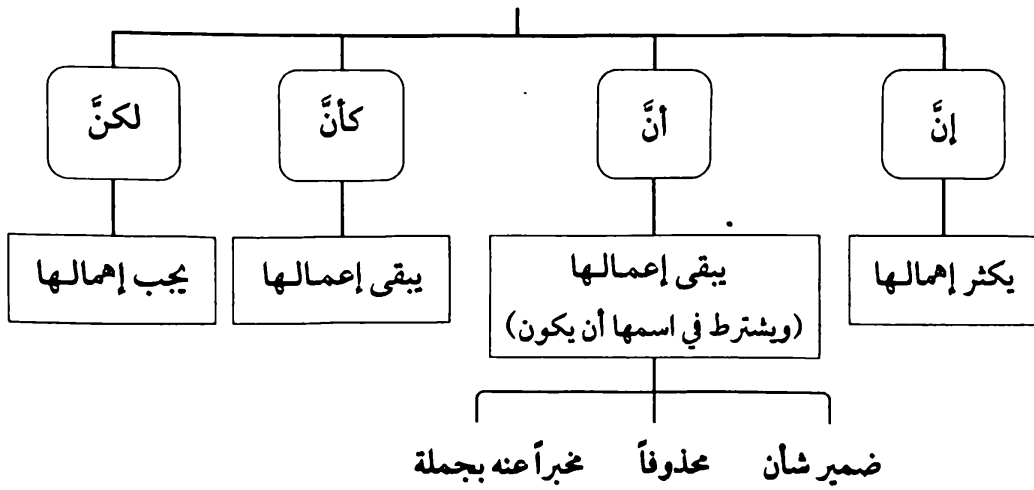 إنَّ
أنَّ
كأنَّ
لكنَّ
يكثر إهمالها
يبقى إعمالها
(ويشترط في اسمها أن يكون)
يبقى إعمالها
يجب إهمالها
ضمير شأن
محذوفاً
مخبراً عنه بجملة